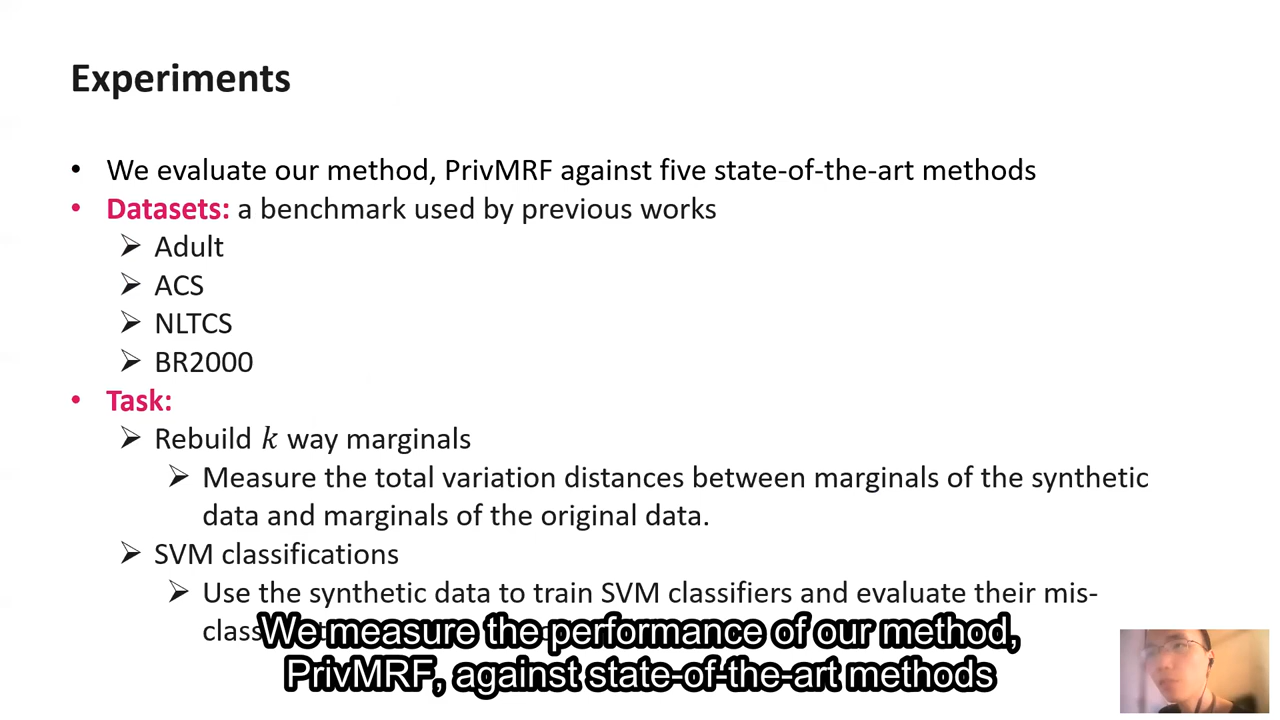 Experiments
• We evaluate our method, PrivMRF against five state-of-the-art methods
• Datasets: a benchmark used by previous works
➢ Adult
➢ ACS
➢ NLTCS
➢ BR2000
• Task:
➢ Rebuild k way marginals
➢ Measure the total variation distances between marginals of the synthetic
data and marginals of the original data.
➢ SVM classifications
➢ Use the synthetic data to train SVM classifiers and evaluate their mis-
We measure the performance of our method,
PrivMRF, against state-of-the-art methods